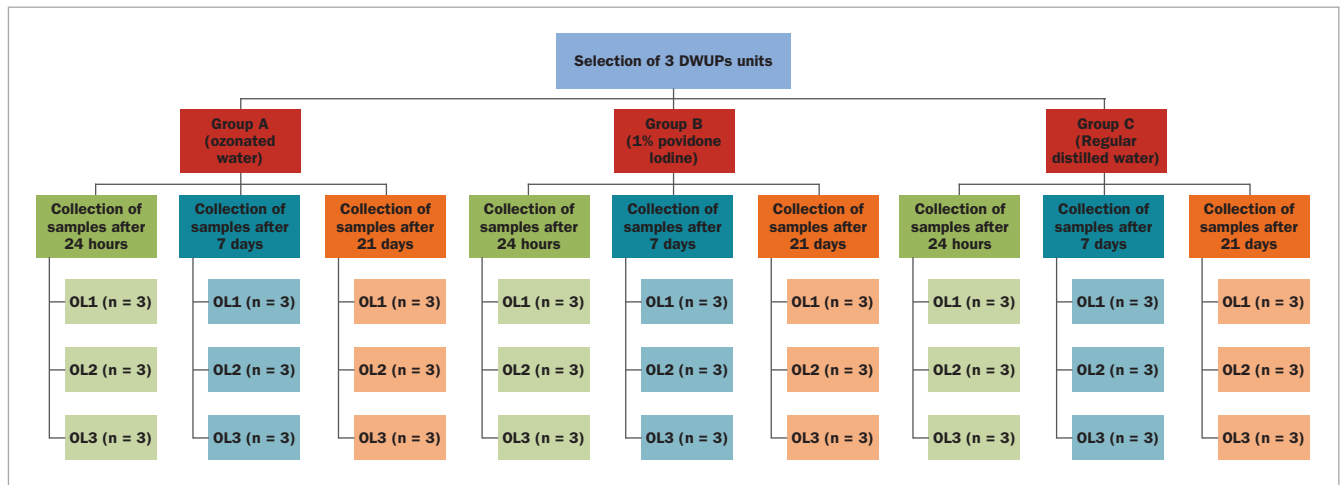 Selection of 3 DWUPs units
Group A
(ozonated
water)
Group B
(1% povidone
Iodine)
Group C
(Regular
distilled water)
Collection of
samples after
24 hours
Collection of
samples after
7 days
Collection of
samples after
21 days
Collection of
samples after
24 hours
Collection of
samples after
7 days
Collection of
samples after
21 days
Collection of
samples after
24 hours
Collection of
samples after
7 days
Collection of
samples after
21 days
OL1 (n = 3)
OL1 (n = 3)
OL1 (n = 3)
OL1 (n = 3)
OL1 (n = 3)
OL1 (n = 3)
OL1 (n = 3)
OL1 (n = 3)
OL1 (n = 3)
OL2 (n = 3)
OL2 (n = 3)
OL2 (n = 3)
OL2 (n = 3)
OL2 (n = 3)
OL2 (n = 3)
OL2 (n = 3)
OL2 (n = 3)
OL2 (n = 3)
OL3 (n = 3)
OL3 (n = 3)
OL3 (n = 3)
OL3 (n = 3)
OL3 (n = 3)
OL3 (n = 3)
OL3 (n = 3)
OL3 (n = 3)
OL3 (n = 3)